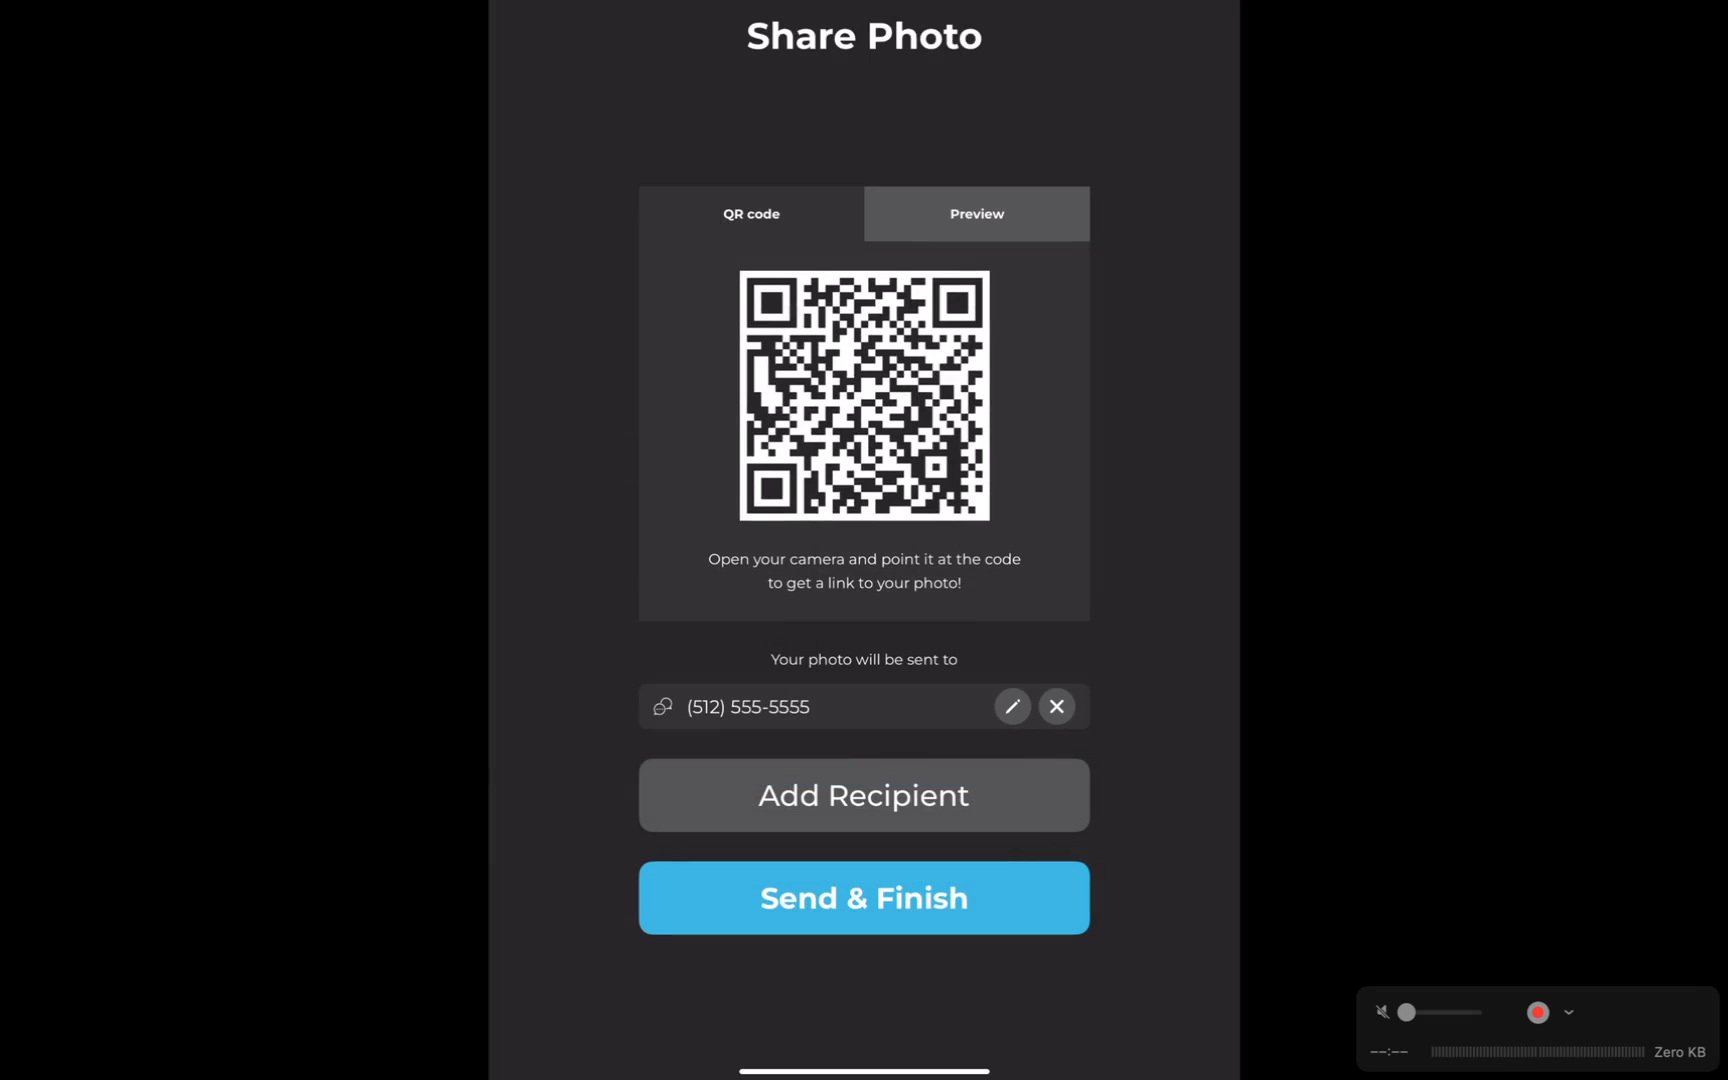 Share Photo
QR code
Preview
Open your camera and point it at the code
to get a link to your photo!
Your photo will be sent to
(512) 555-5555
Add Recipient
Send & Finish
--:--
Zero KB